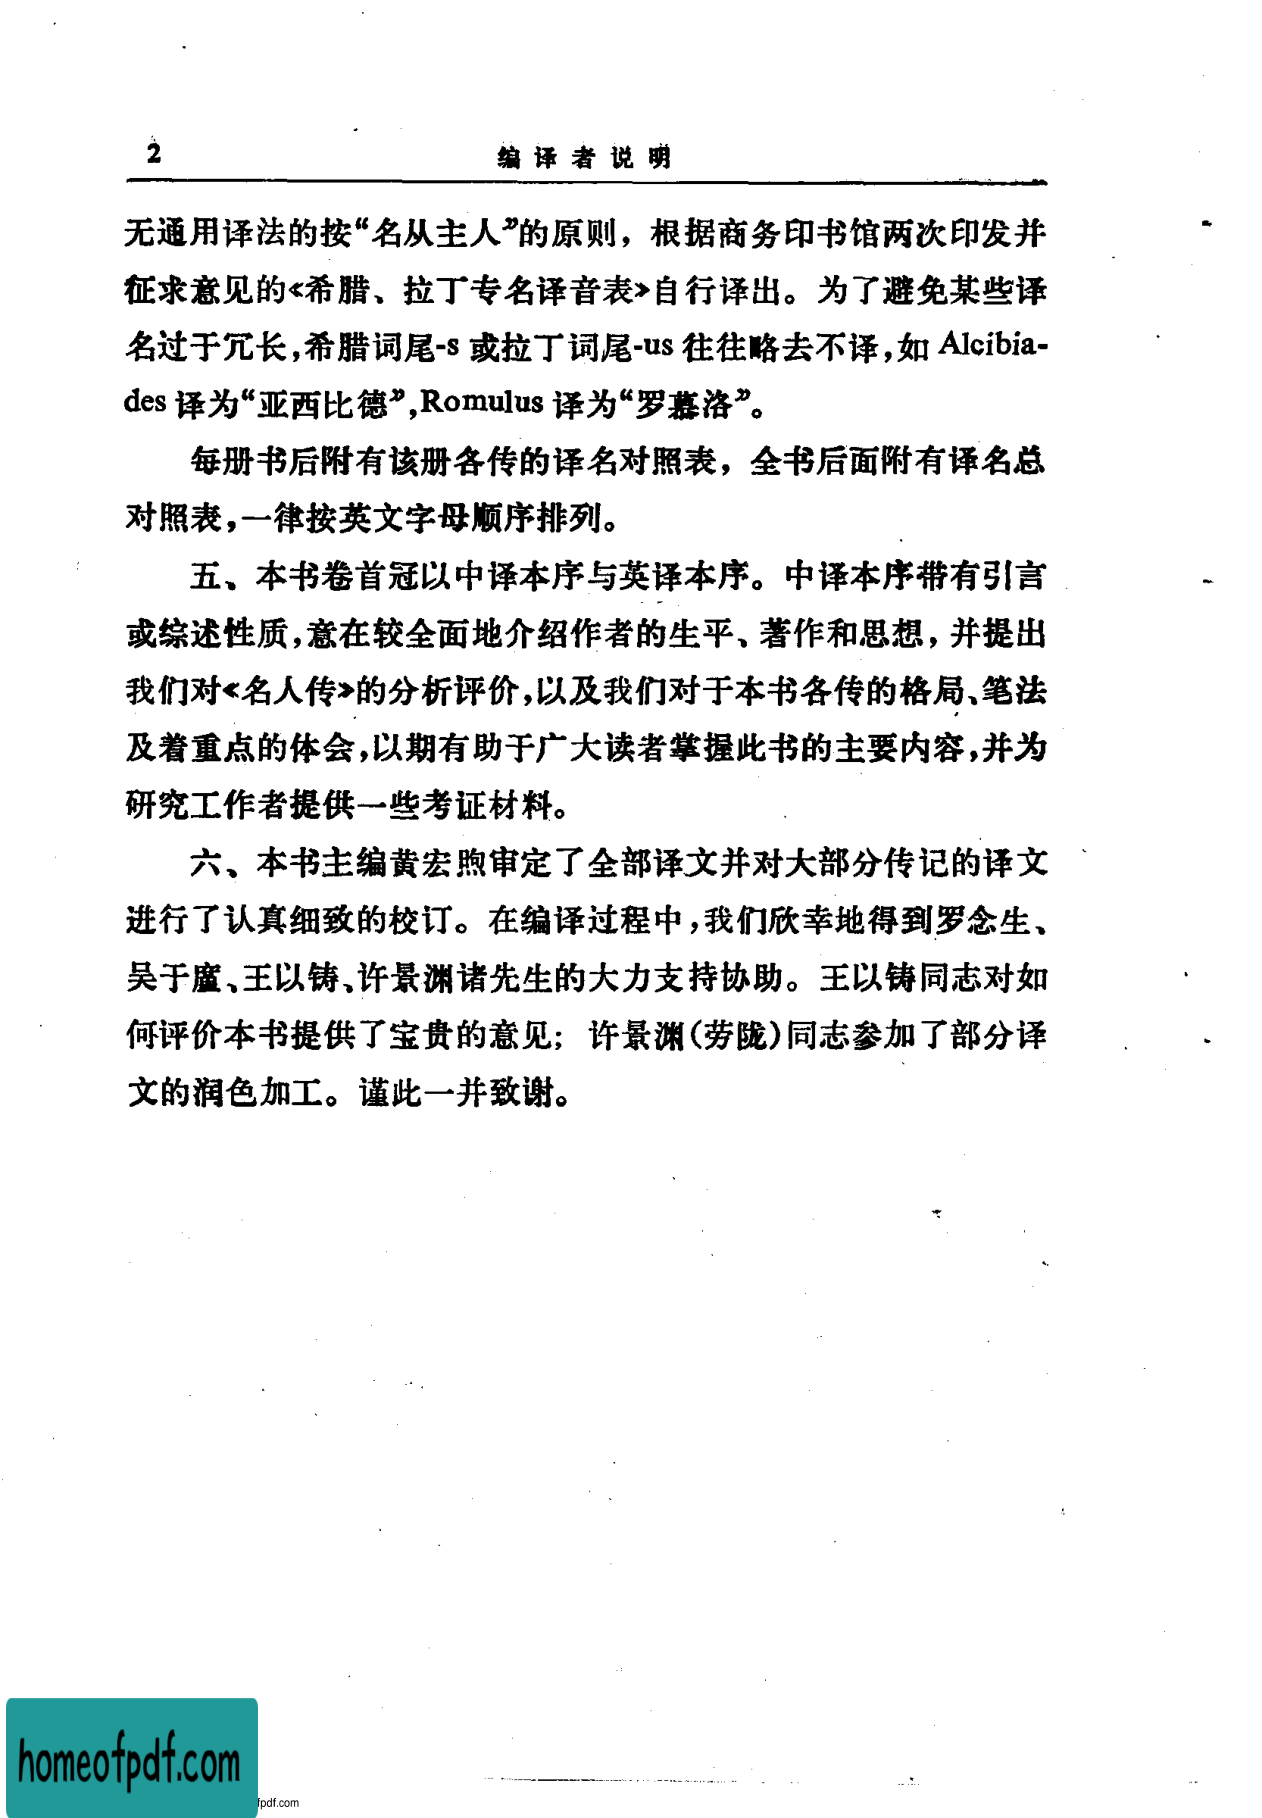 2
编译者说明
无通用译法的按“名从主人”的原则，根据商务印书馆两次印发并
征求意见的《希腊、拉丁专名译音表》自行译出。为了避免某些译
名过于冗长，希腊词尾-s 或拉丁词尾-us 往往略去不译，如 Alcibia-
des 译为“亚西比德”，Romulus 译为“罗慕洛”。
每册书后附有该册各传的译名对照表，全书后面附有译名总
对照表，一律按英文字母顺序排列。
五、本书卷首冠以中译本序与英译本序。中译本序带有引言
或综述性质，意在较全面地介绍作者的生平、著作和思想，并提出
我们对《名人传》的分析评价，以及我们对于本书各传的格局、笔法
及着重点的体会，以期有助于广大读者掌握此书的主要内容，并为
研究工作者提供一些考证材料。
六、本书主编黄宏煦审定了全部译文并对大部分传记的译文
进行了认真细致的校订。在编译过程中，我们欣幸地得到罗念生、
吴于廑、王以铸、许景渊诸先生的大力支持协助。王以铸同志对如
何评价本书提供了宝贵的意见；许景渊（劳陇）同志参加了部分译
文的润色加工。谨此一并致谢。
homeofpdf.com
fpdf.com